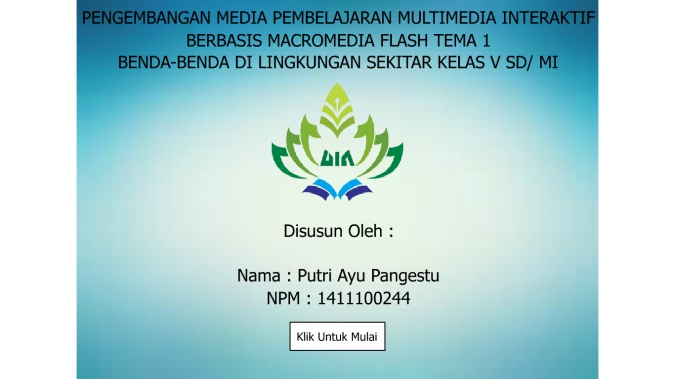 PENGEMBANGAN MEDIA PEMBELAJARAN MULTIMEDIA INTERAKTIF
BERBASIS MACROMEDIA FLASH TEMA 1
BENDA-BENDA DI LINGKUNGAN SEKITAR KELAS V SD/ MI
UIN
Disusun Oleh :
Nama : Putri Ayu Pangestu
NPM : 1411100244
Klik Untuk Mulai